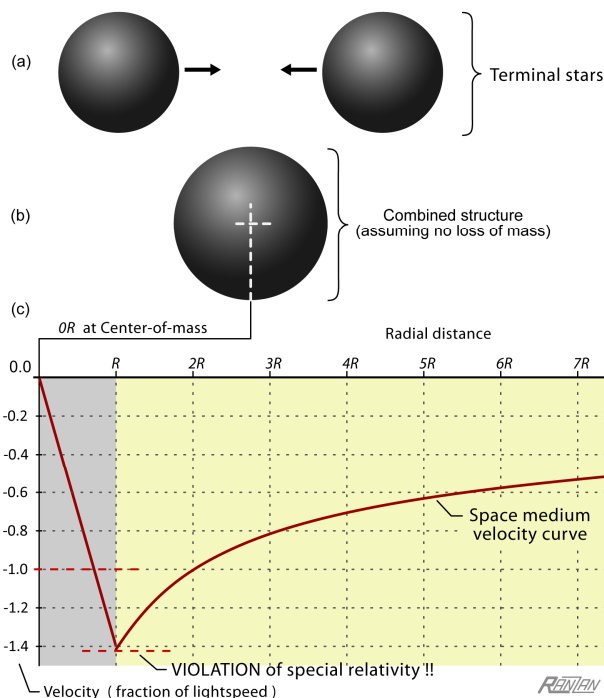 (a)
Terminal stars
(b)
Combined structure
(assuming no loss of mass)
(c)
0R at Center-of-mass
Radial distance
0.0
R
2R
3R
4R
5R
6R
7R
-0.2
-0.4
-0.6
-0.8
-1.0
-1.2
-1.4
Space medium
velocity curve
VIOLATION of special relativity !!
Velocity ( fraction of lightspeed )
RANZAN